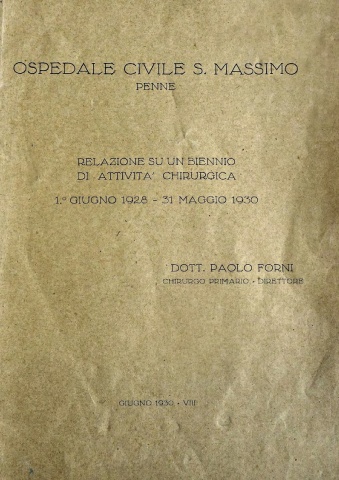 OSPEDALE CIVILE S. MASSIMO
PENNE
RELAZIONE SU UN BIENNIO
DI ATTIVITA' CHIRURGICA
1.º GIUGNO 1928 - 31 MAGGIO 1930
DOTT. PAOLO FORNI
CHIRURGO PRIMARIO - DIRETTORE
GIUGNO 1930 - VIII